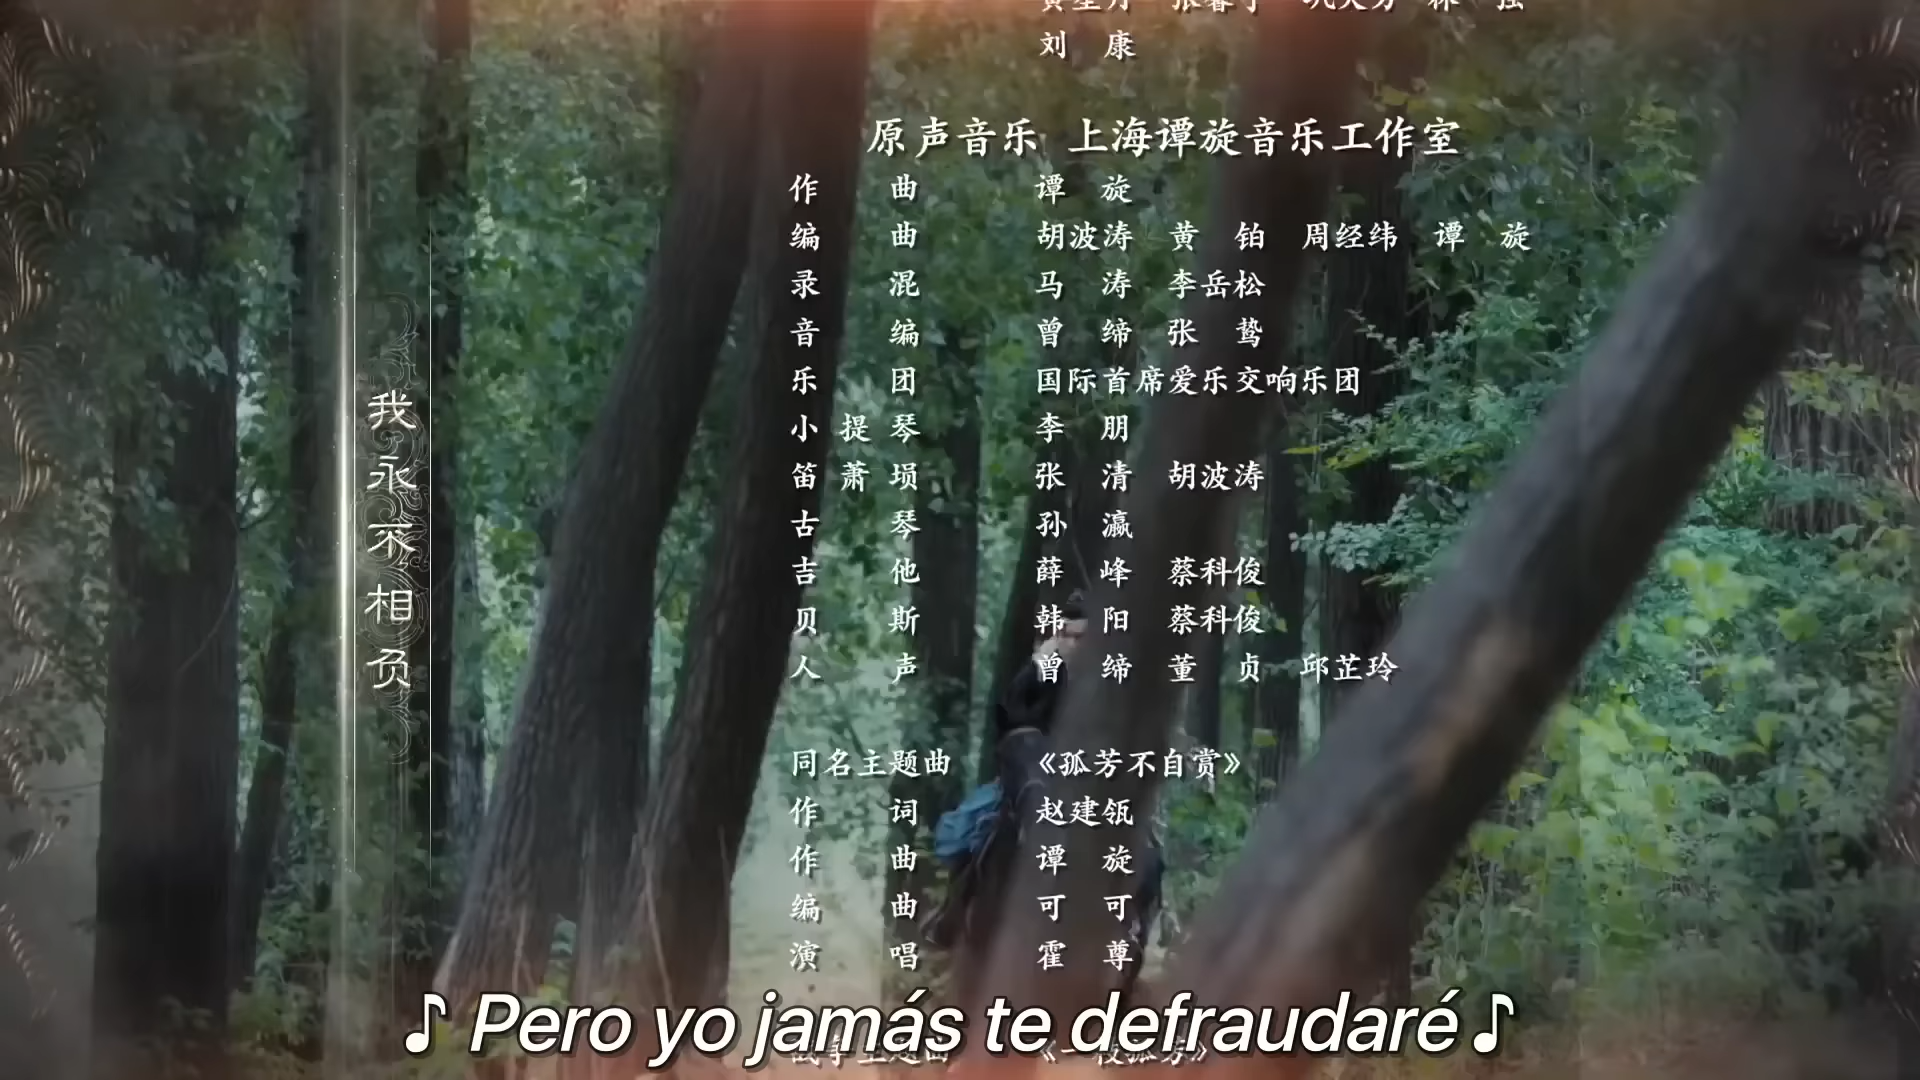 刘 康
原声音乐 上海谭旋音乐工作室
作曲 谭 旋
编曲 胡波涛 黄 铂 周经纬 谭 旋
录混 马 涛 李岳松
音编 曾 缔 张 鸷
乐团 国际首席爱乐交响乐团
小提琴 李 朋
笛萧埙 张 清 胡波涛
古琴 孙 瀛
吉他 薛 峰 蔡科俊
贝斯 韩 阳 蔡科俊
人声 曾 缔 董 贞 邱芷玲
同名主题曲 《孤芳不自赏》
作词 赵建瓴
作曲 谭 旋
编曲 可 可
演唱 霍 尊
我永不相负
♪ Pero yo jamás te defraudaré ♪